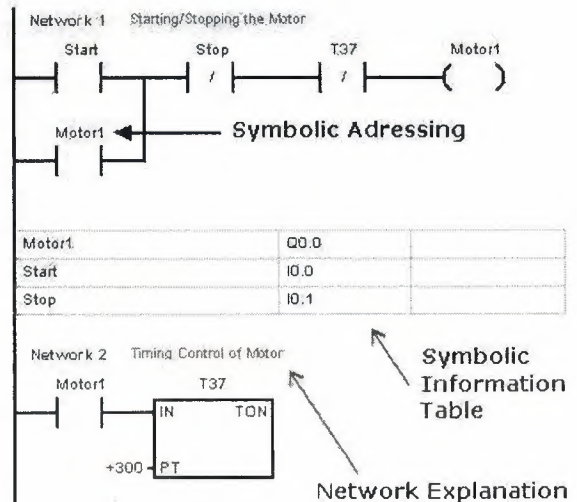 Network 1 Starting/Stopping the Motor
Start Stop T37 Motor1
/ /
Motor1 Symbolic Adressing
Motor1 Q0.0
Start I0.0
Stop I0.1
Network 2 Timing Control of Motor
Symbolic
Information
Table
Motor1 T37
IN TON
+300 PT
Network Explanation